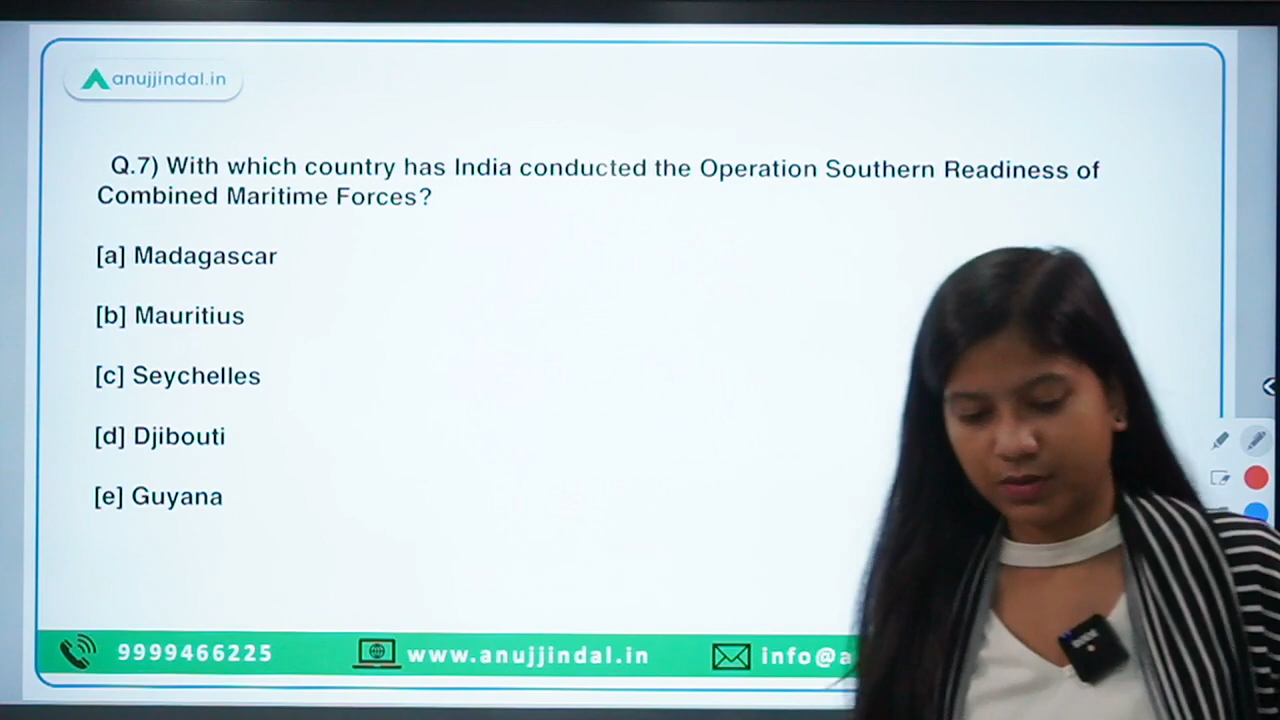 anujjindal.in
Q.7) With which country has India conducted the Operation Southern Readiness of
Combined Maritime Forces?
[a] Madagascar
[b] Mauritius
[c] Seychelles
[d] Djibouti
[e] Guyana
9999466225 www.anujjindal.in info@a